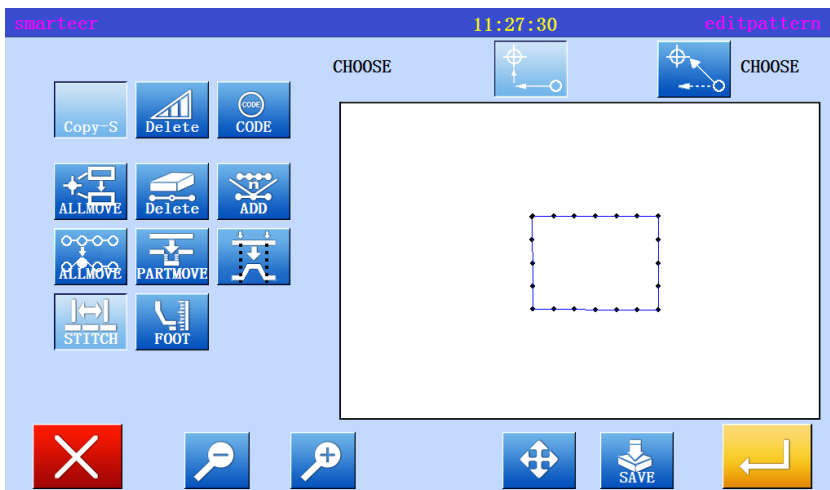 smarteer 11:27:30 editpattern
CHOOSE CHOOSE
Copy-S Delete CODE CODE
ALLMOVE Delete n ADD
ALLMOVE PARTMOVE
STITCH FOOT
SAVE